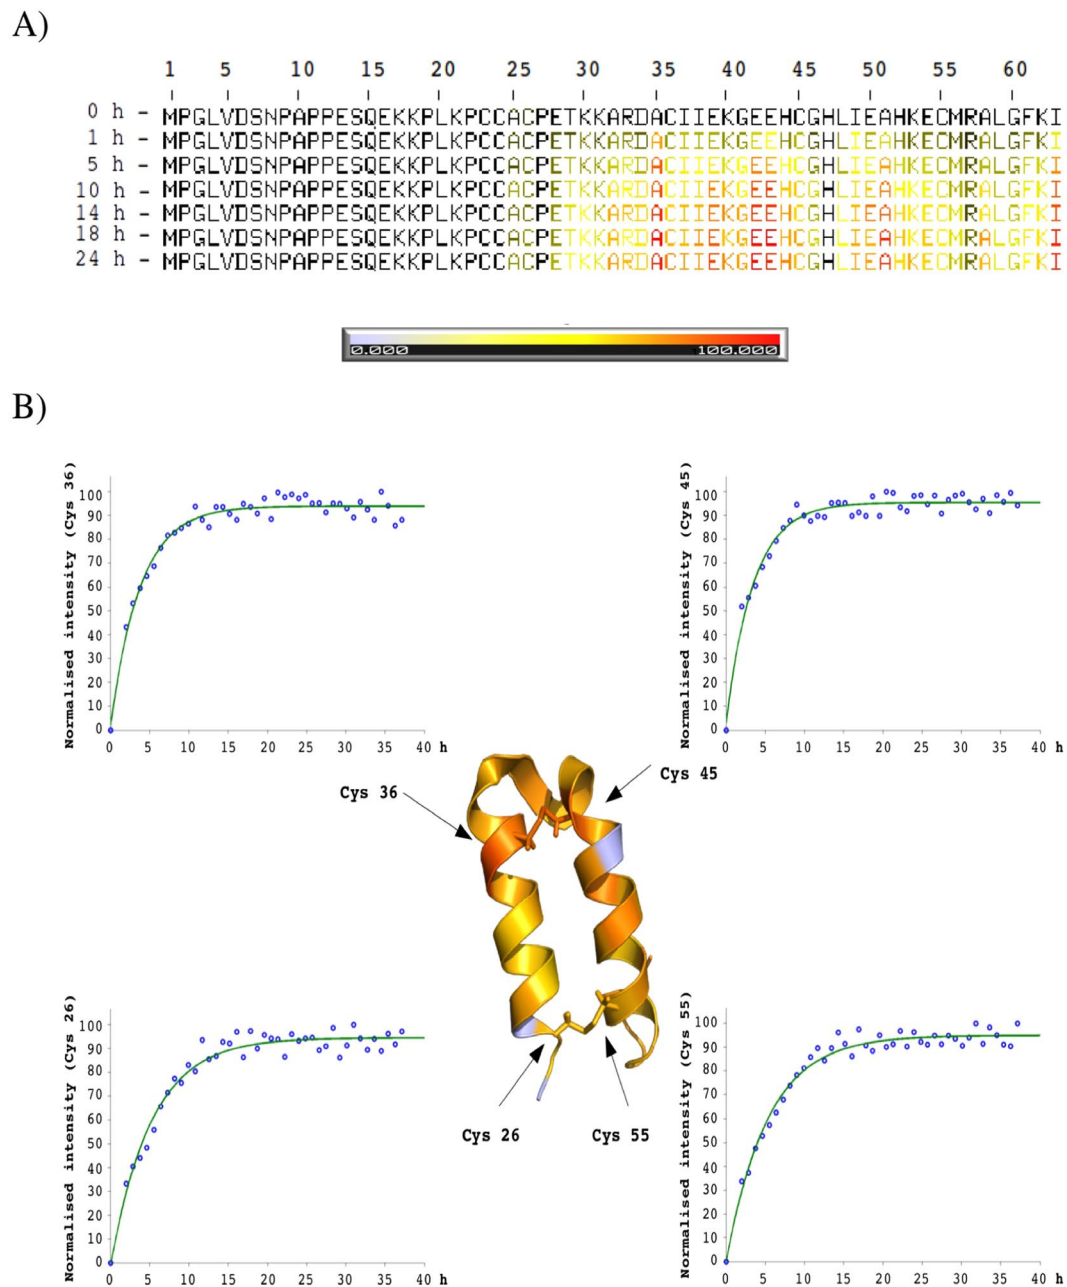 A)
1 5 10 15 20 25 30 35 40 45 50 55 60
0 h - MPGLVDSNPAPPESQEKKPLKPCCACPETKKARDACIIEKGEEHCGHLIEAHKECMRALGFKI
1 h - MPGLVDSNPAPPESQEKKPLKPCCACPETKKARDACIIEKGEEHCGHLIEAHKECMRALGFKI
5 h - MPGLVDSNPAPPESQEKKPLKPCCACPETKKARDACIIEKGEEHCGHLIEAHKECMRALGFKI
10 h - MPGLVDSNPAPPESQEKKPLKPCCACPETKKARDACIIEKGEEHCGHLIEAHKECMRALGFKI
14 h - MPGLVDSNPAPPESQEKKPLKPCCACPETKKARDACIIEKGEEHCGHLIEAHKECMRALGFKI
18 h - MPGLVDSNPAPPESQEKKPLKPCCACPETKKARDACIIEKGEEHCGHLIEAHKECMRALGFKI
24 h - MPGLVDSNPAPPESQEKKPLKPCCACPETKKARDACIIEKGEEHCGHLIEAHKECMRALGFKI
0.000 100.000
B)
Normalised intensity (Cys 36)
100
90
80
70
60
50
40
30
20
10
0
0 5 10 15 20 25 30 35 40 h
Normalised intensity (Cys 45)
100
90
80
70
60
50
40
30
20
10
0
0 5 10 15 20 25 30 35 40 h
Cys 36
Cys 45
Cys 26
Cys 55
Normalised intensity (Cys 26)
100
90
80
70
60
50
40
30
20
10
0
0 5 10 15 20 25 30 35 40 h
Normalised intensity (Cys 55)
100
90
80
70
60
50
40
30
20
10
0
0 5 10 15 20 25 30 35 40 h